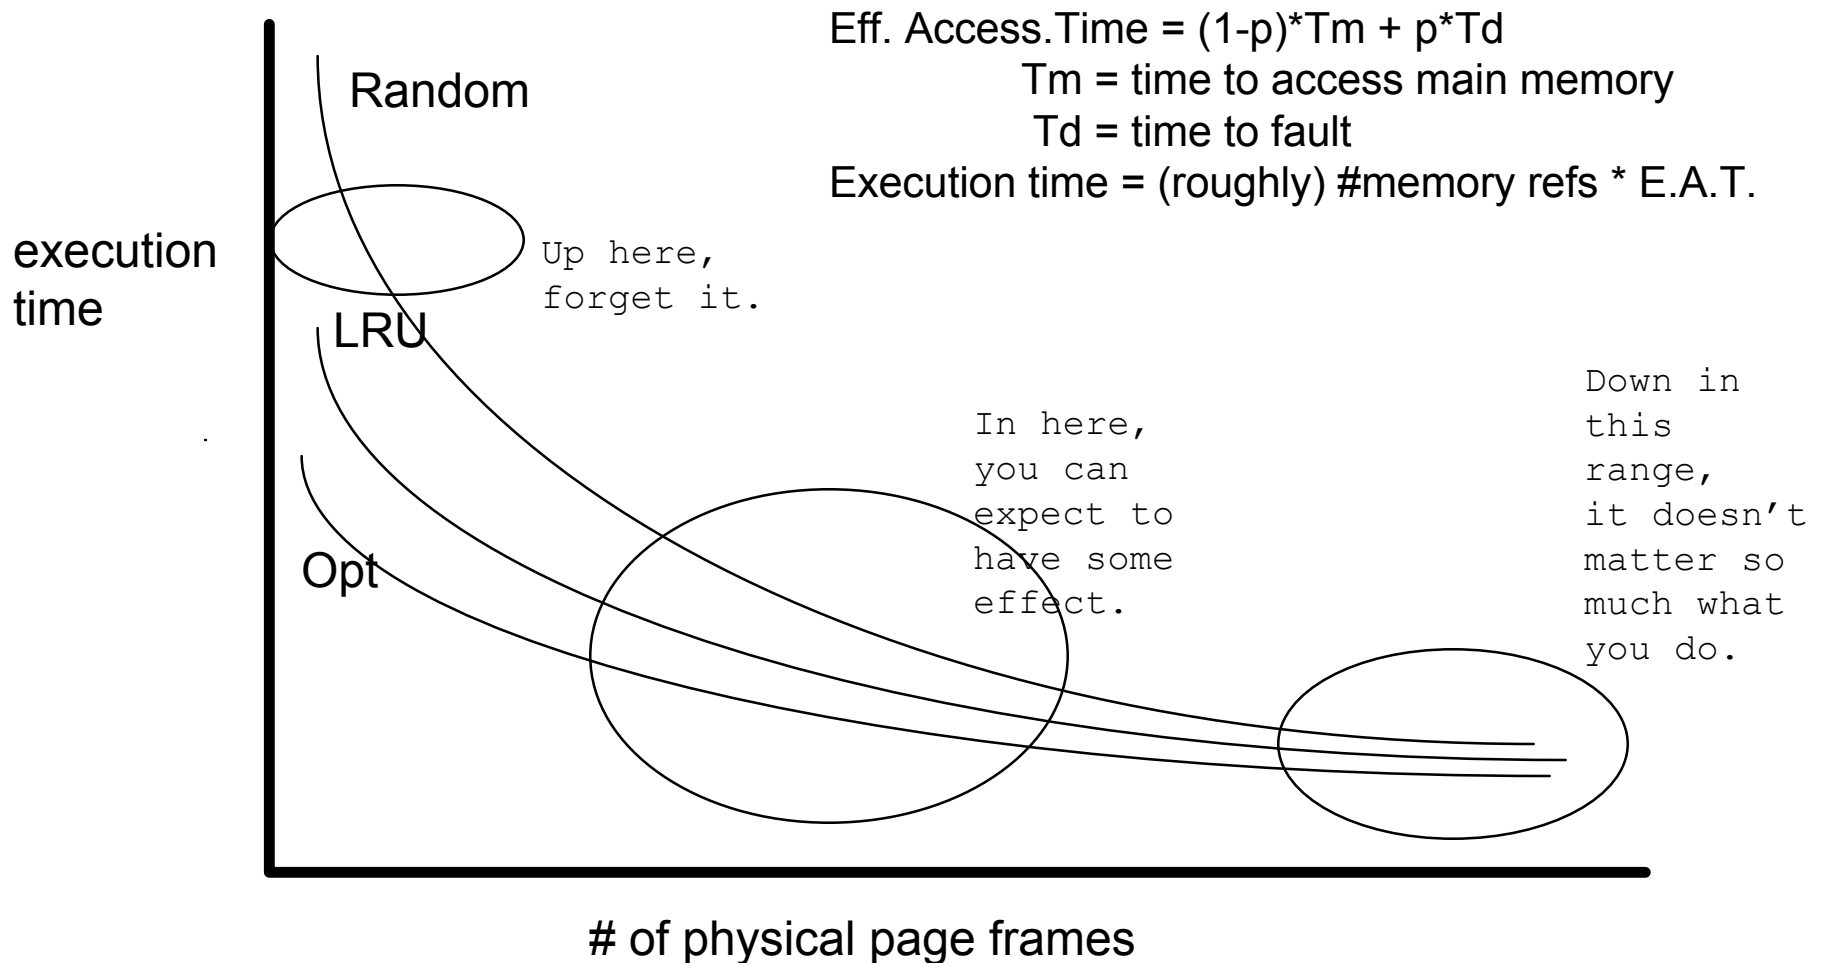 Eff. Access.Time = (1-p)*Tm + p*Td
Tm = time to access main memory
Td = time to fault
Execution time = (roughly) #memory refs * E.A.T.
Random
execution
time
Up here,
forget it.
LRU
In here,
you can
expect to
have some
effect.
Down in
this
range,
it doesn’t
matter so
much what
you do.
Opt
# of physical page frames